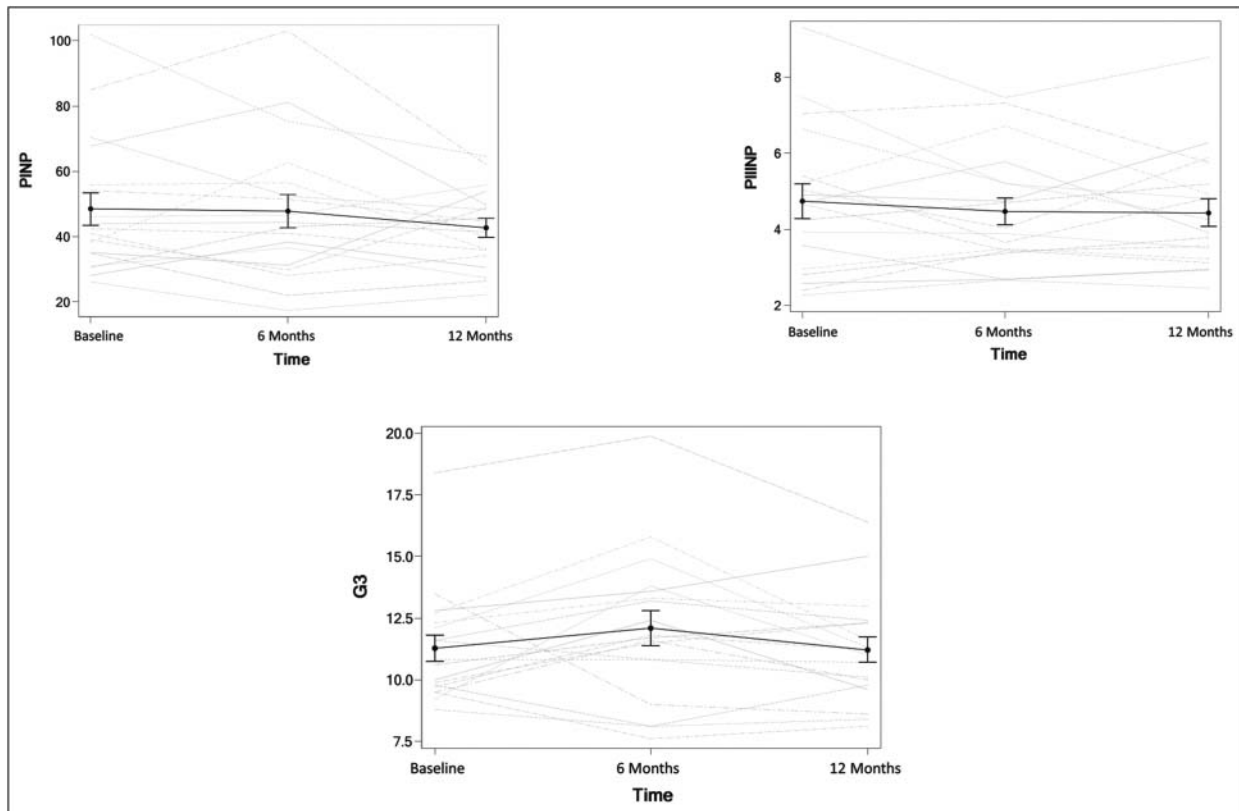 PINP
100
80
60
40
20
Baseline
6 Months
12 Months
Time
PIIINP
8
6
4
2
Baseline
6 Months
12 Months
Time
G3
20.0
17.5
15.0
12.5
10.0
7.5
Baseline
6 Months
12 Months
Time